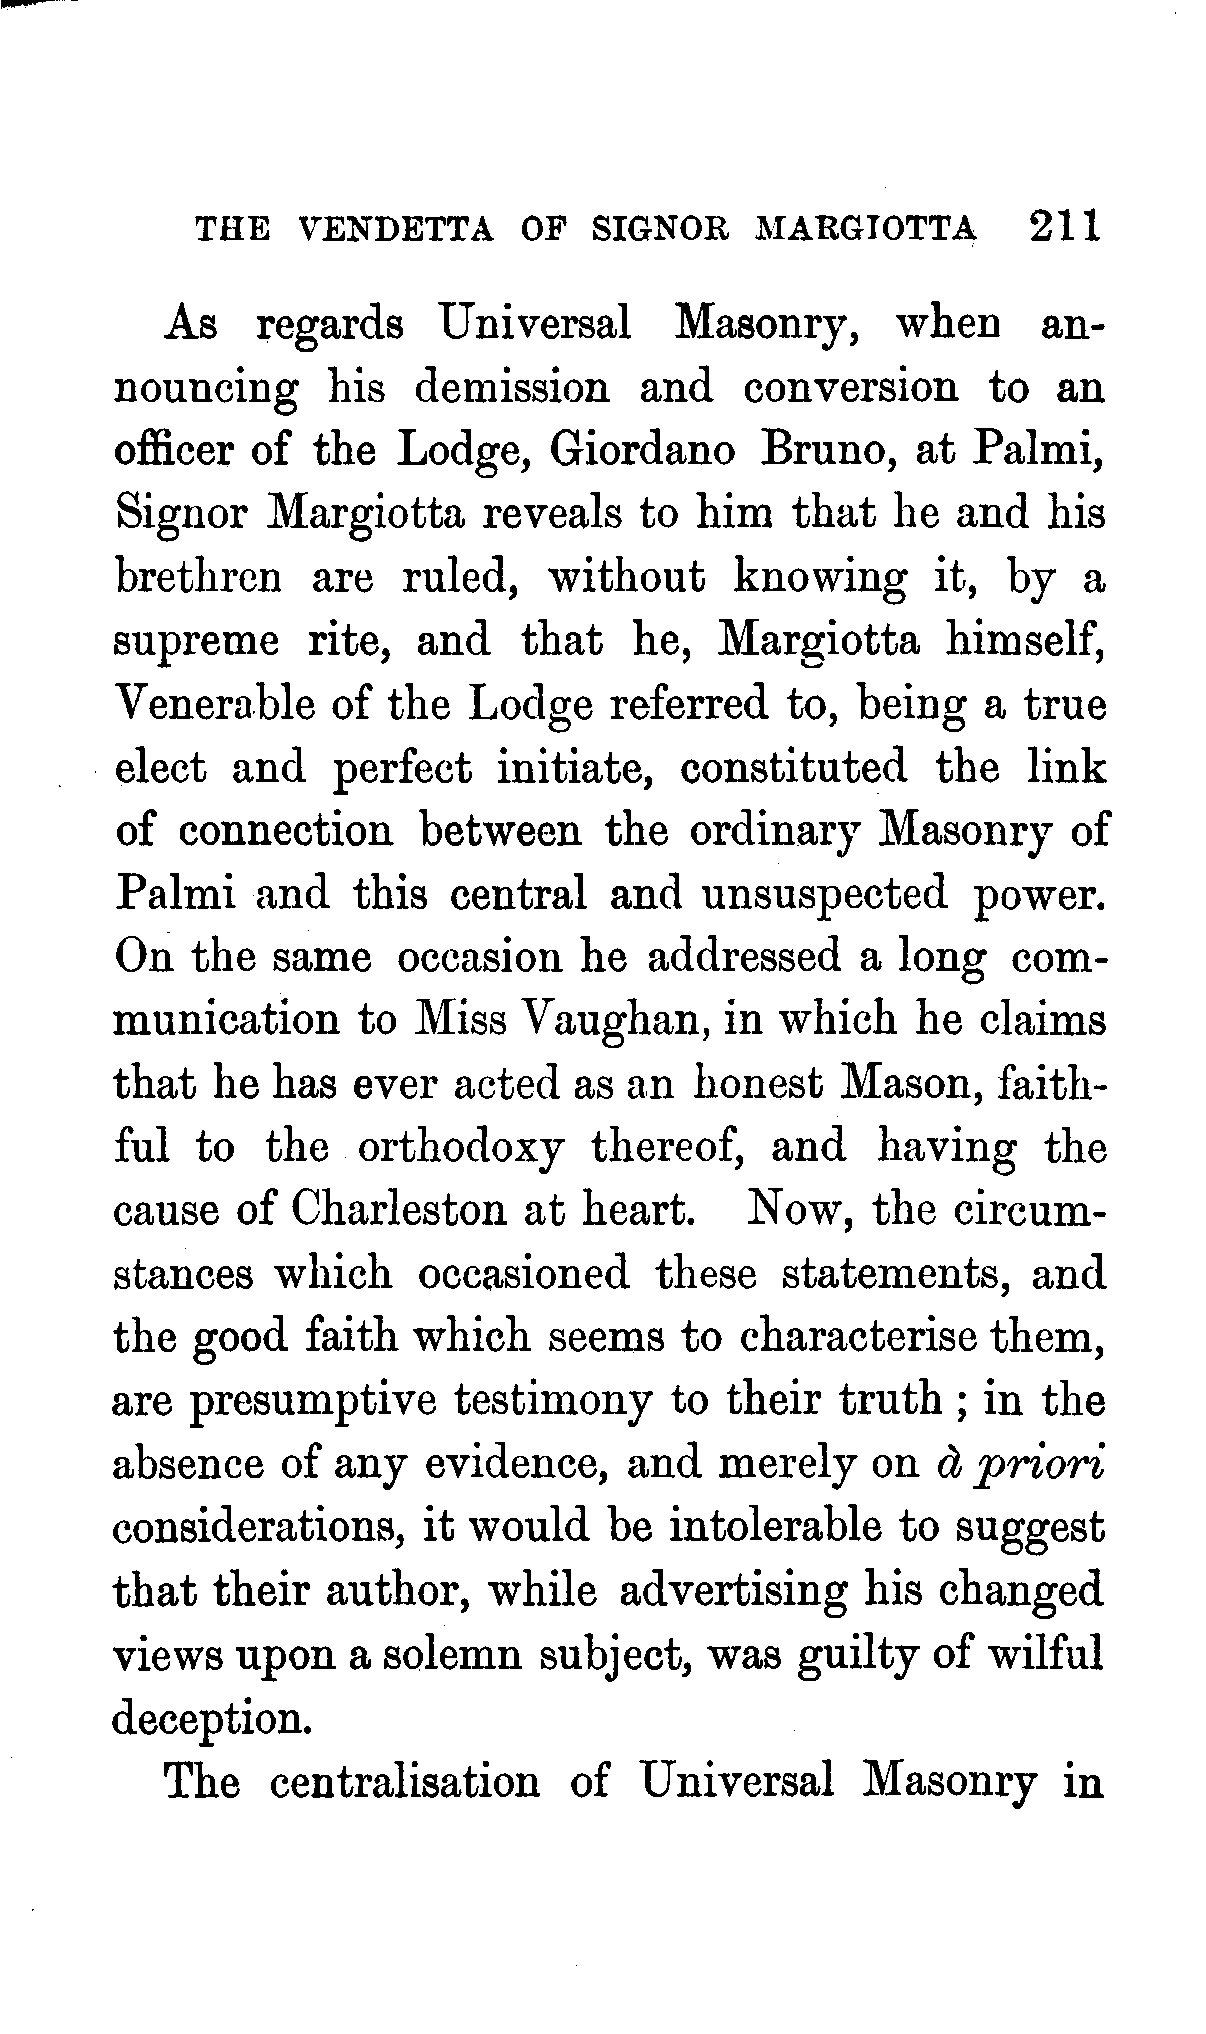 THE VENDETTA OF SIGNOR MARGIOTTA 211
As regards Universal Masonry, when an-
nouncing his demission and conversion to an
officer of the Lodge, Giordano Bruno, at Palmi,
Signor Margiotta reveals to him that he and his
brethren are ruled, without knowing it, by a
supreme rite, and that he, Margiotta himself,
Venerable of the Lodge referred to, being a true
elect and perfect initiate, constituted the link
of connection between the ordinary Masonry of
Palmi and this central and unsuspected power.
On the same occasion he addressed a long com-
munication to Miss Vaughan, in which he claims
that he has ever acted as an honest Mason, faith-
ful to the orthodoxy thereof, and having the
cause of Charleston at heart. Now, the circum-
stances which occasioned these statements, and
the good faith which seems to characterise them,
are presumptive testimony to their truth ; in the
absence of any evidence, and merely on à priori
considerations, it would be intolerable to suggest
that their author, while advertising his changed
views upon a solemn subject, was guilty of wilful
deception.
The centralisation of Universal Masonry in